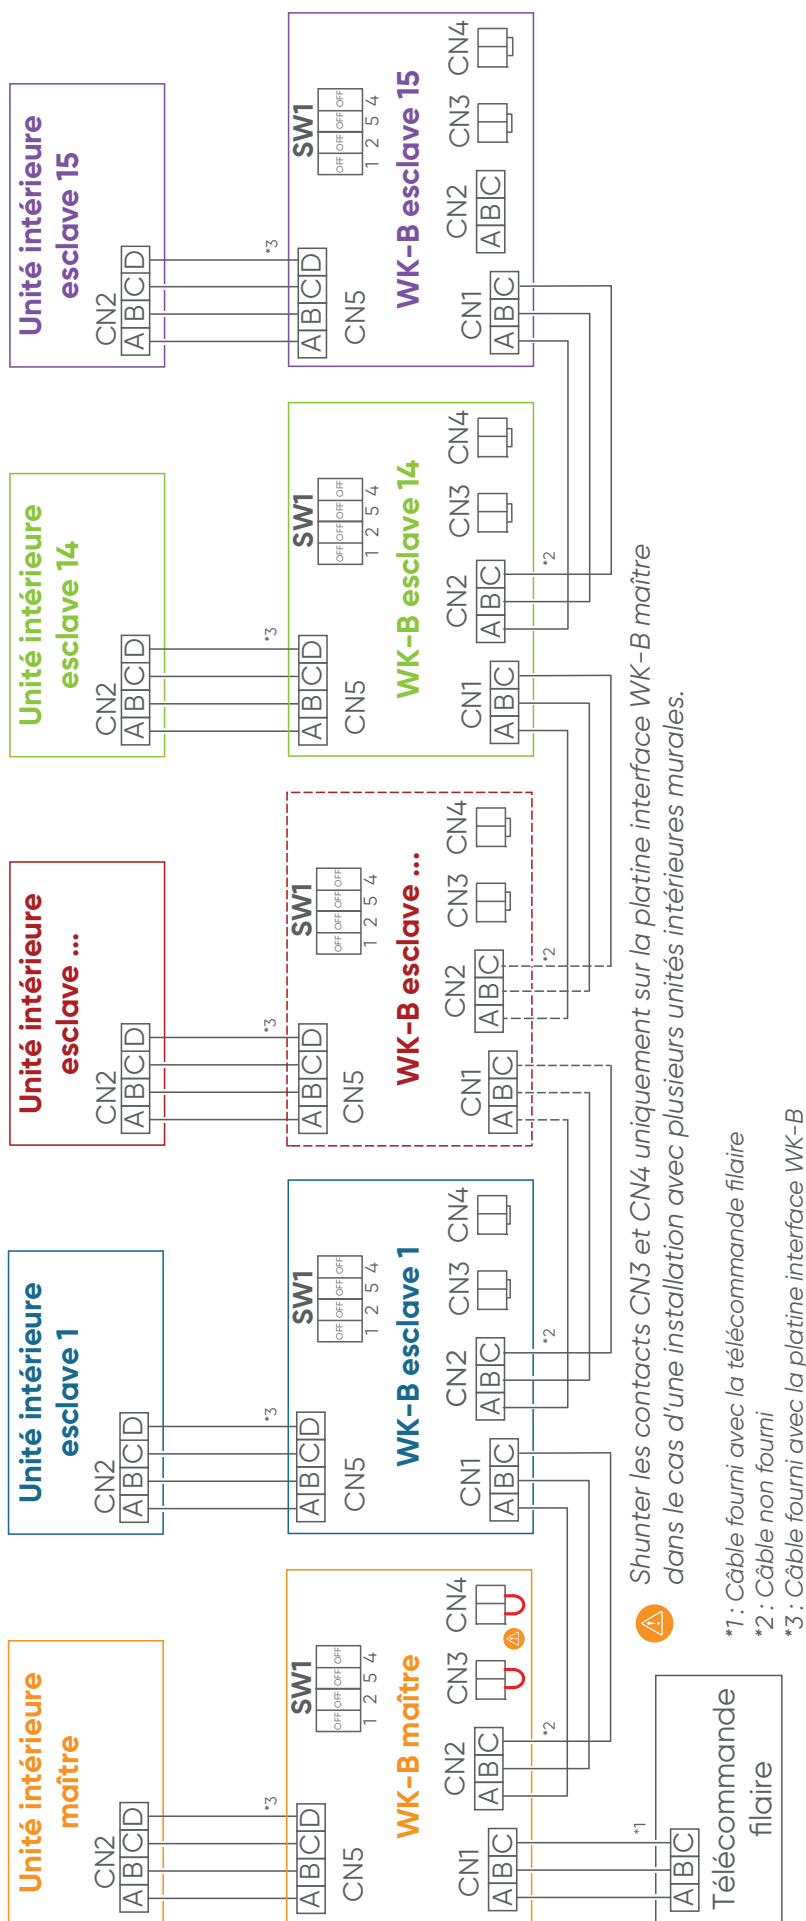 Unité intérieure
maître
CN2
A B C D
*3
A B C D
CN5
SW1
OFF OFF OFF OFF
1 2 5 4
WK-B maître
CN1
A B C
CN2
A B C
CN3
CN4
*2
*1
A B C
Télécommande
filaire
Unité intérieure
esclave 1
CN2
A B C D
*3
A B C D
CN5
SW1
OFF OFF OFF OFF
1 2 5 4
WK-B esclave 1
CN1
A B C
CN2
A B C
CN3
CN4
*2
Unité intérieure
esclave ...
CN2
A B C D
*3
A B C D
CN5
SW1
OFF OFF OFF OFF
1 2 5 4
WK-B esclave ...
CN1
A B C
CN2
A B C
CN3
CN4
*2
Unité intérieure
esclave 14
CN2
A B C D
*3
A B C D
CN5
SW1
OFF OFF OFF OFF
1 2 5 4
WK-B esclave 14
CN1
A B C
CN2
A B C
CN3
CN4
*2
Unité intérieure
esclave 15
CN2
A B C D
*3
A B C D
CN5
SW1
OFF OFF OFF OFF
1 2 5 4
WK-B esclave 15
CN1
A B C
CN2
A B C
CN3
CN4
Shunter les contacts CN3 et CN4 uniquement sur la platine interface WK-B maître
dans le cas d'une installation avec plusieurs unités intérieures murales.
*1 : Câble fourni avec la télécommande filaire
*2 : Câble non fourni
*3 : Câble fourni avec la platine interface WK-B